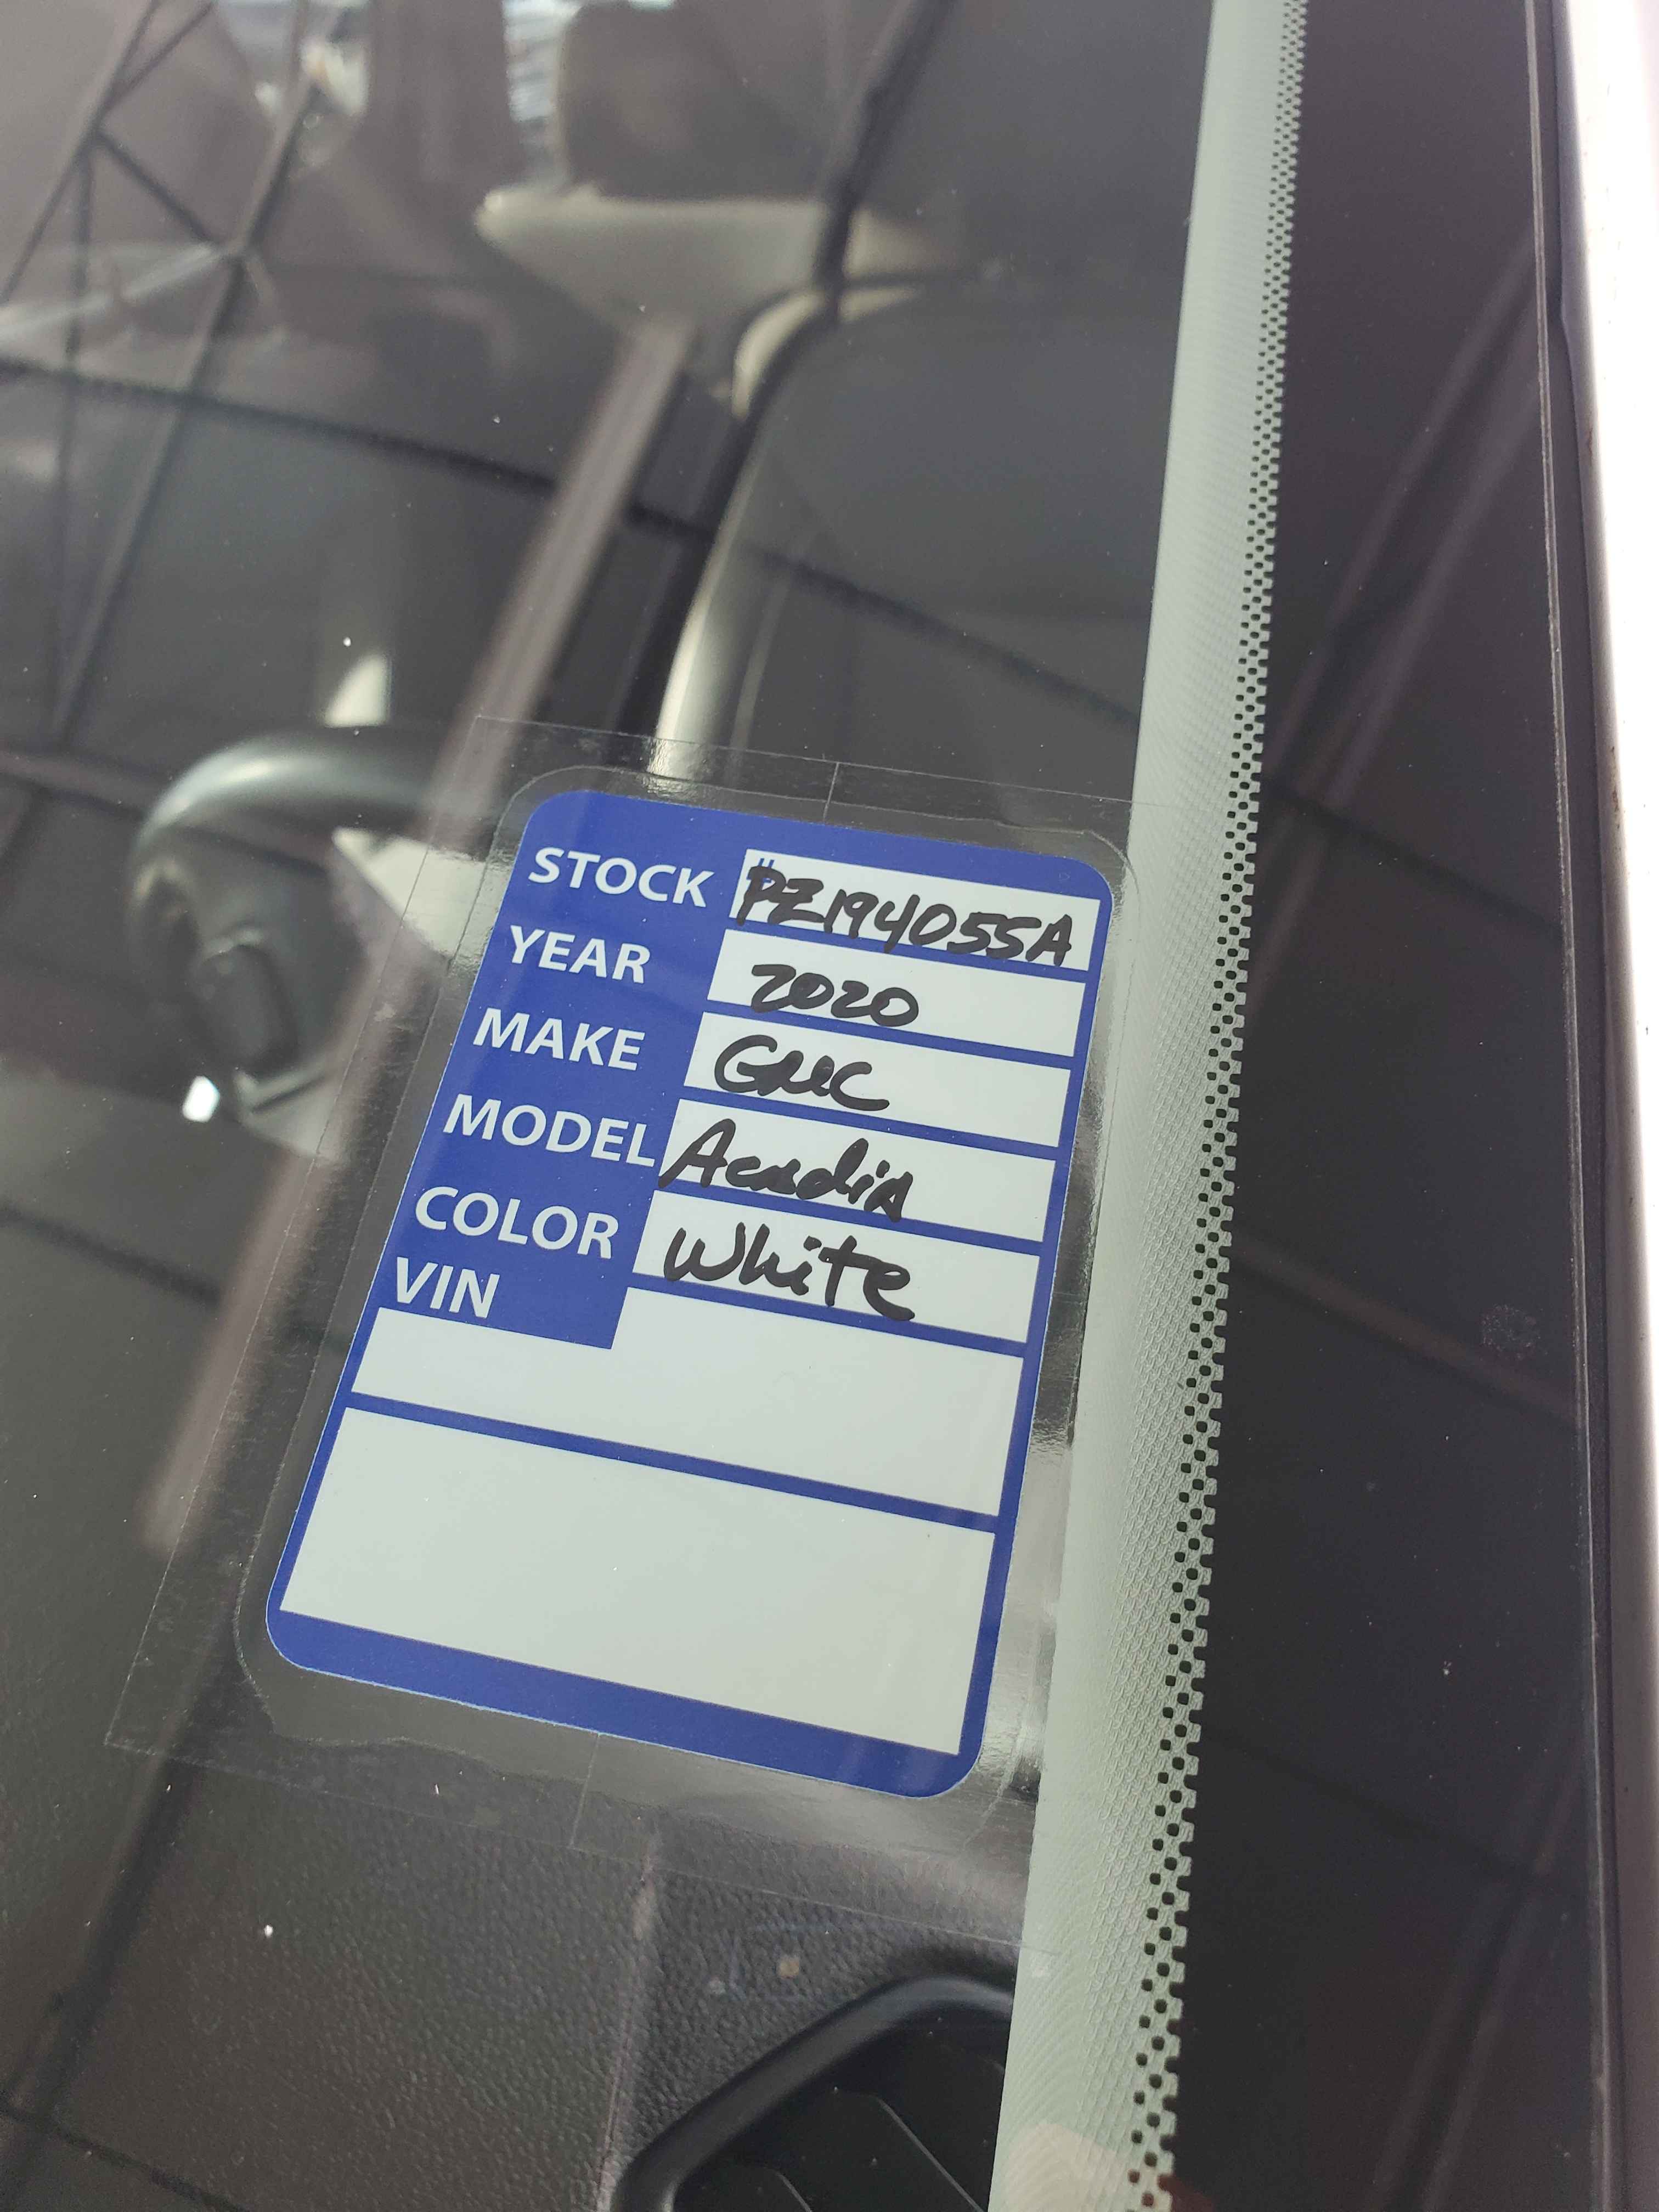 STOCK # PZ194055A
YEAR 2020
MAKE GMC
MODEL Acadia
COLOR White
VIN